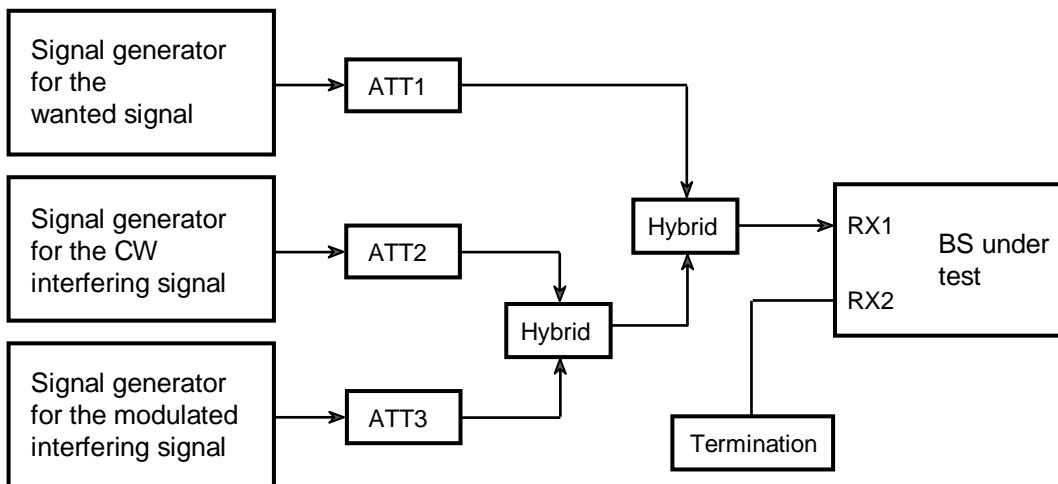 Signal generator
for the
wanted signal
ATT1
Signal generator
for the CW
interfering signal
ATT2
Signal generator
for the modulated
interfering signal
ATT3
Hybrid
Hybrid
RX1
RX2
BS under
test
Termination